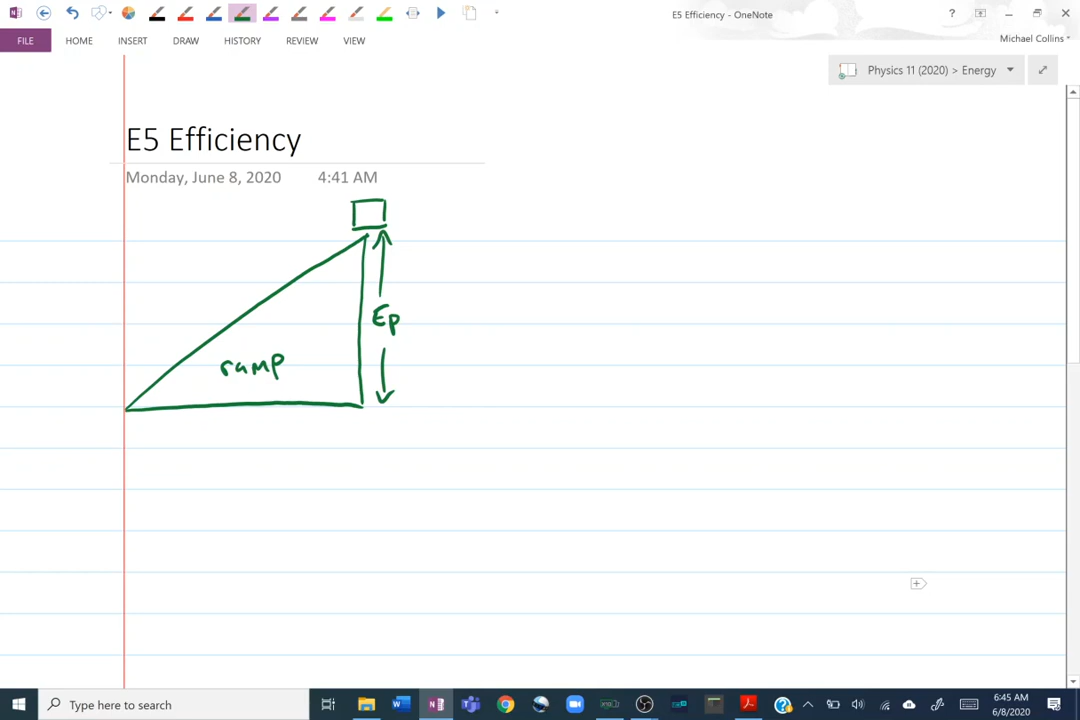 E5 Efficiency - OneNote
?
Michael Collins
FILE HOME INSERT DRAW HISTORY REVIEW VIEW
Physics 11 (2020) > Energy
E5 Efficiency
Monday, June 8, 2020 4:41 AM
Ep
ramp
Type here to search
6:45 AM
6/8/2020